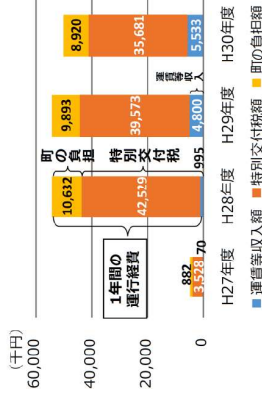 (千円)
60,000
40,000
20,000
0
1年間の
運行経費
町の負担
特別交付税
運賃等収入
882
3,528
70
10,632
42,529
995
9,893
39,573
4,800
8,920
35,681
5,533
H27年度
H28年度
H29年度
H30年度
運賃等収入額
特別交付税額
町の負担額